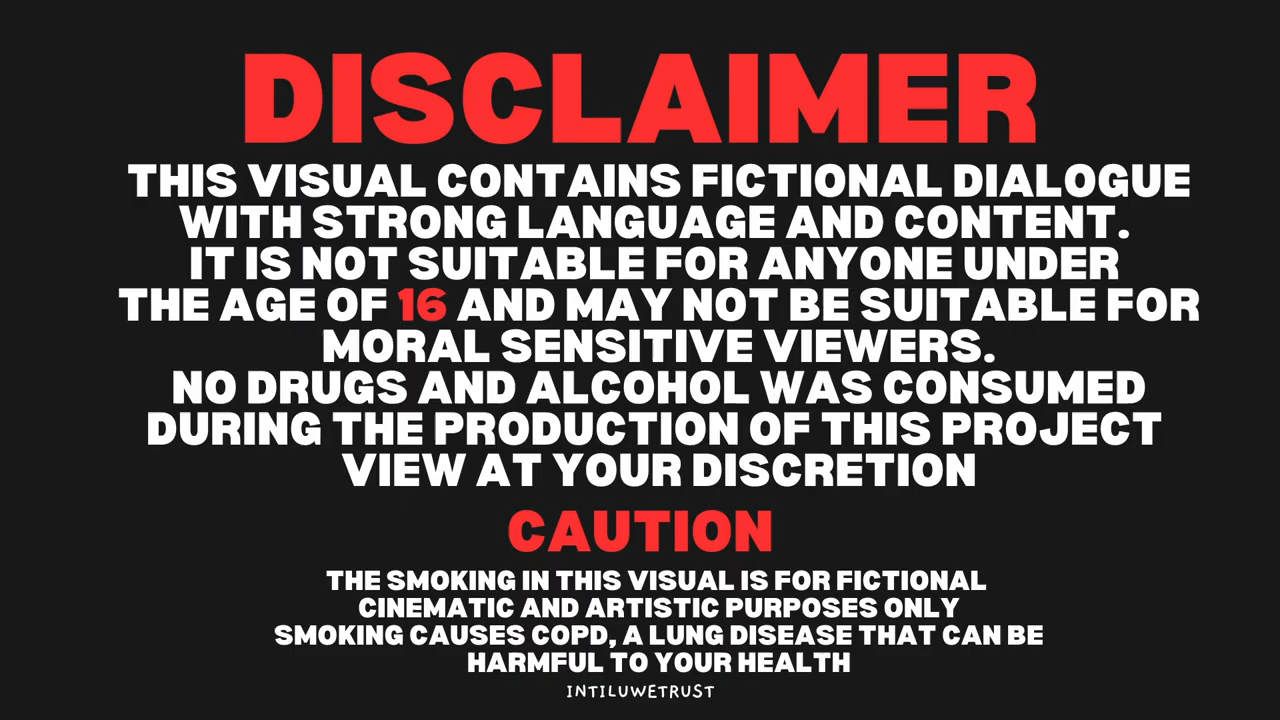 DISCLAIMER
THIS VISUAL CONTAINS FICTIONAL DIALOGUE
WITH STRONG LANGUAGE AND CONTENT.
IT IS NOT SUITABLE FOR ANYONE UNDER
THE AGE OF 16 AND MAY NOT BE SUITABLE FOR
MORAL SENSITIVE VIEWERS.
NO DRUGS AND ALCOHOL WAS CONSUMED
DURING THE PRODUCTION OF THIS PROJECT
VIEW AT YOUR DISCRETION
CAUTION
THE SMOKING IN THIS VISUAL IS FOR FICTIONAL
CINEMATIC AND ARTISTIC PURPOSES ONLY
SMOKING CAUSES COPD, A LUNG DISEASE THAT CAN BE
HARMFUL TO YOUR HEALTH
INTILUWETRUST